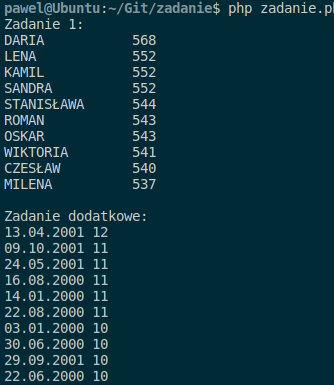 pawel@Ubuntu:~/Git/zadanie$ php zadanie.p
Zadanie 1:
DARIA 568
LENA 552
KAMIL 552
SANDRA 552
STANISŁAWA 544
ROMAN 543
OSKAR 543
WIKTORIA 541
CZESŁAW 540
MILENA 537
Zadanie dodatkowe:
13.04.2001 12
09.10.2001 11
24.05.2001 11
16.08.2000 11
14.01.2000 11
22.08.2000 11
03.01.2000 10
30.06.2000 10
29.09.2001 10
22.06.2000 10